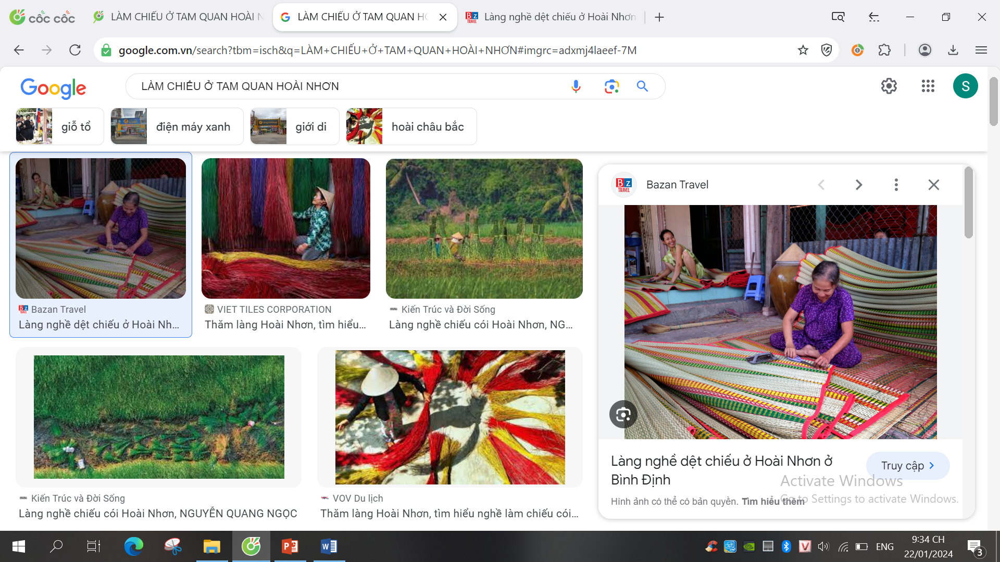 cốc cốc
LÀM CHIẾU Ở TAM QUAN HOÀI N
LÀM CHIẾU Ở TAM QUAN HO
Làng nghề dệt chiếu ở Hoài Nhơn
google.com.vn/search?tbm=isch&q=LÀM+CHIẾU+Ở+TAM+QUAN+HOÀI+NHƠN#imgrc=adxmj4laeef-7M
Google
LÀM CHIẾU Ở TAM QUAN HOÀI NHƠN
S
giỗ tổ
điện máy xanh
giới di
hoài châu bắc
Bazan Travel
Làng nghề dệt chiếu ở Hoài Nh...
VIET TILES CORPORATION
Thăm làng Hoài Nhơn, tìm hiểu...
Kiến Trúc và Đời Sống
Làng nghề chiếu cói Hoài Nhơn, NG...
Kiến Trúc và Đời Sống
Làng nghề chiếu cói Hoài Nhơn, NGUYỄN QUANG NGỌC
VOV Du lịch
Thăm làng Hoài Nhơn, tìm hiểu nghề làm chiếu cói...
Bz TRAVEL
Bazan Travel
Làng nghề dệt chiếu ở Hoài Nhơn ở
Bình Định
Truy cập
Hình ảnh có thể có bản quyền. Tìm hiểu thêm
Activate Windows
Go to Settings to activate Windows.
ENG
9:34 CH
22/01/2024
3